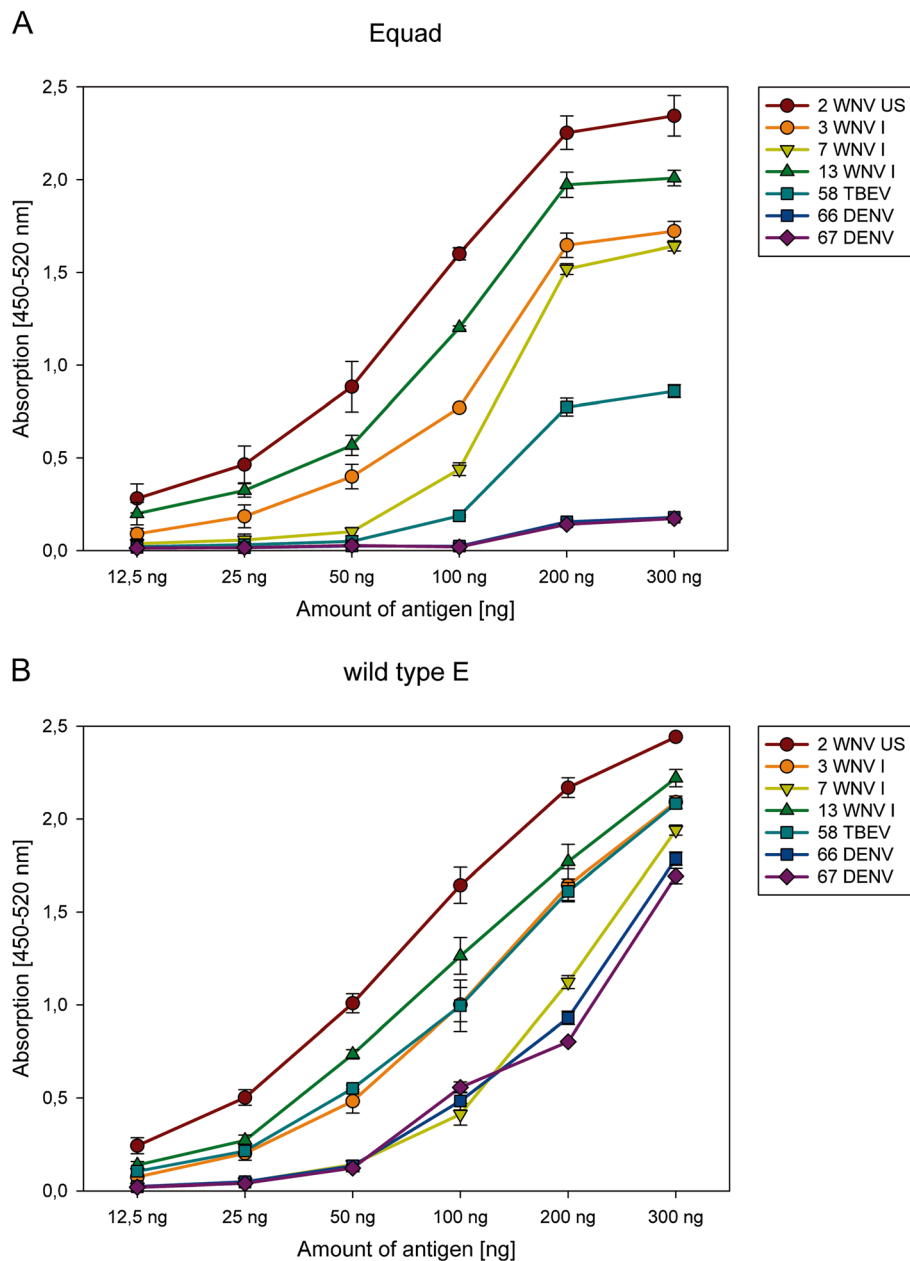 A
Equad
2,5
2,0
1,5
1,0
0,5
0,0
Absorption [450-520 nm]
12,5 ng 25 ng 50 ng 100 ng 200 ng 300 ng
Amount of antigen [ng]
2 WNV US
3 WNV I
7 WNV I
13 WNV I
58 TBEV
66 DENV
67 DENV
B
wild type E
2,5
2,0
1,5
1,0
0,5
0,0
Absorption [450-520 nm]
12,5 ng 25 ng 50 ng 100 ng 200 ng 300 ng
Amount of antigen [ng]
2 WNV US
3 WNV I
7 WNV I
13 WNV I
58 TBEV
66 DENV
67 DENV